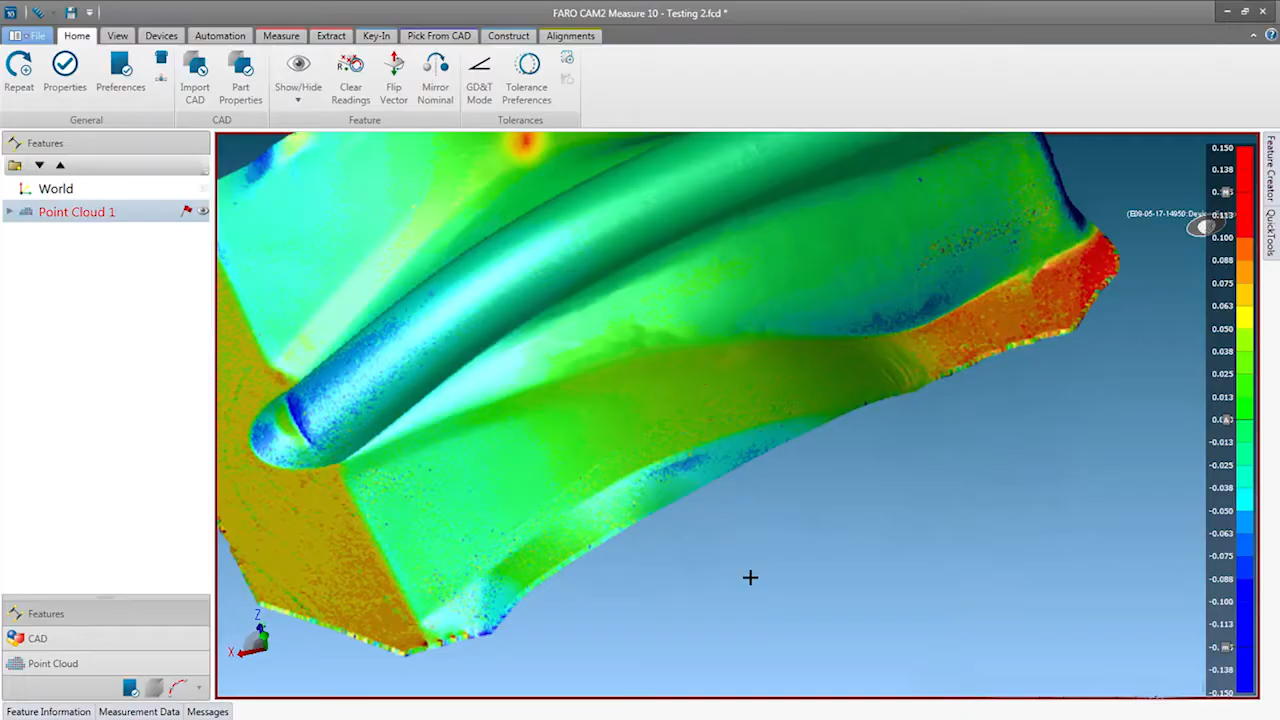 FARO CAM2 Measure 10 - Testing 2.fcd *
10
File Home View Devices Automation Measure Extract Key-In Pick From CAD Construct Alignments
Repeat Properties Preferences Import CAD Part Properties Show/Hide Clear Readings Flip Vector Mirror Nominal GD&T Mode Tolerance Preferences
General CAD Feature Tolerances
Features
World
Point Cloud 1
Features
CAD
Point Cloud
Feature Information Measurement Data Messages
Feature Creator
QuickTools
Z
X
0.150
0.138
0.100
0.088
0.075
0.063
0.050
0.038
0.025
0.013
-0.013
-0.025
-0.038
-0.050
-0.063
-0.075
-0.088
-0.100
-0.113
-0.138
-0.150